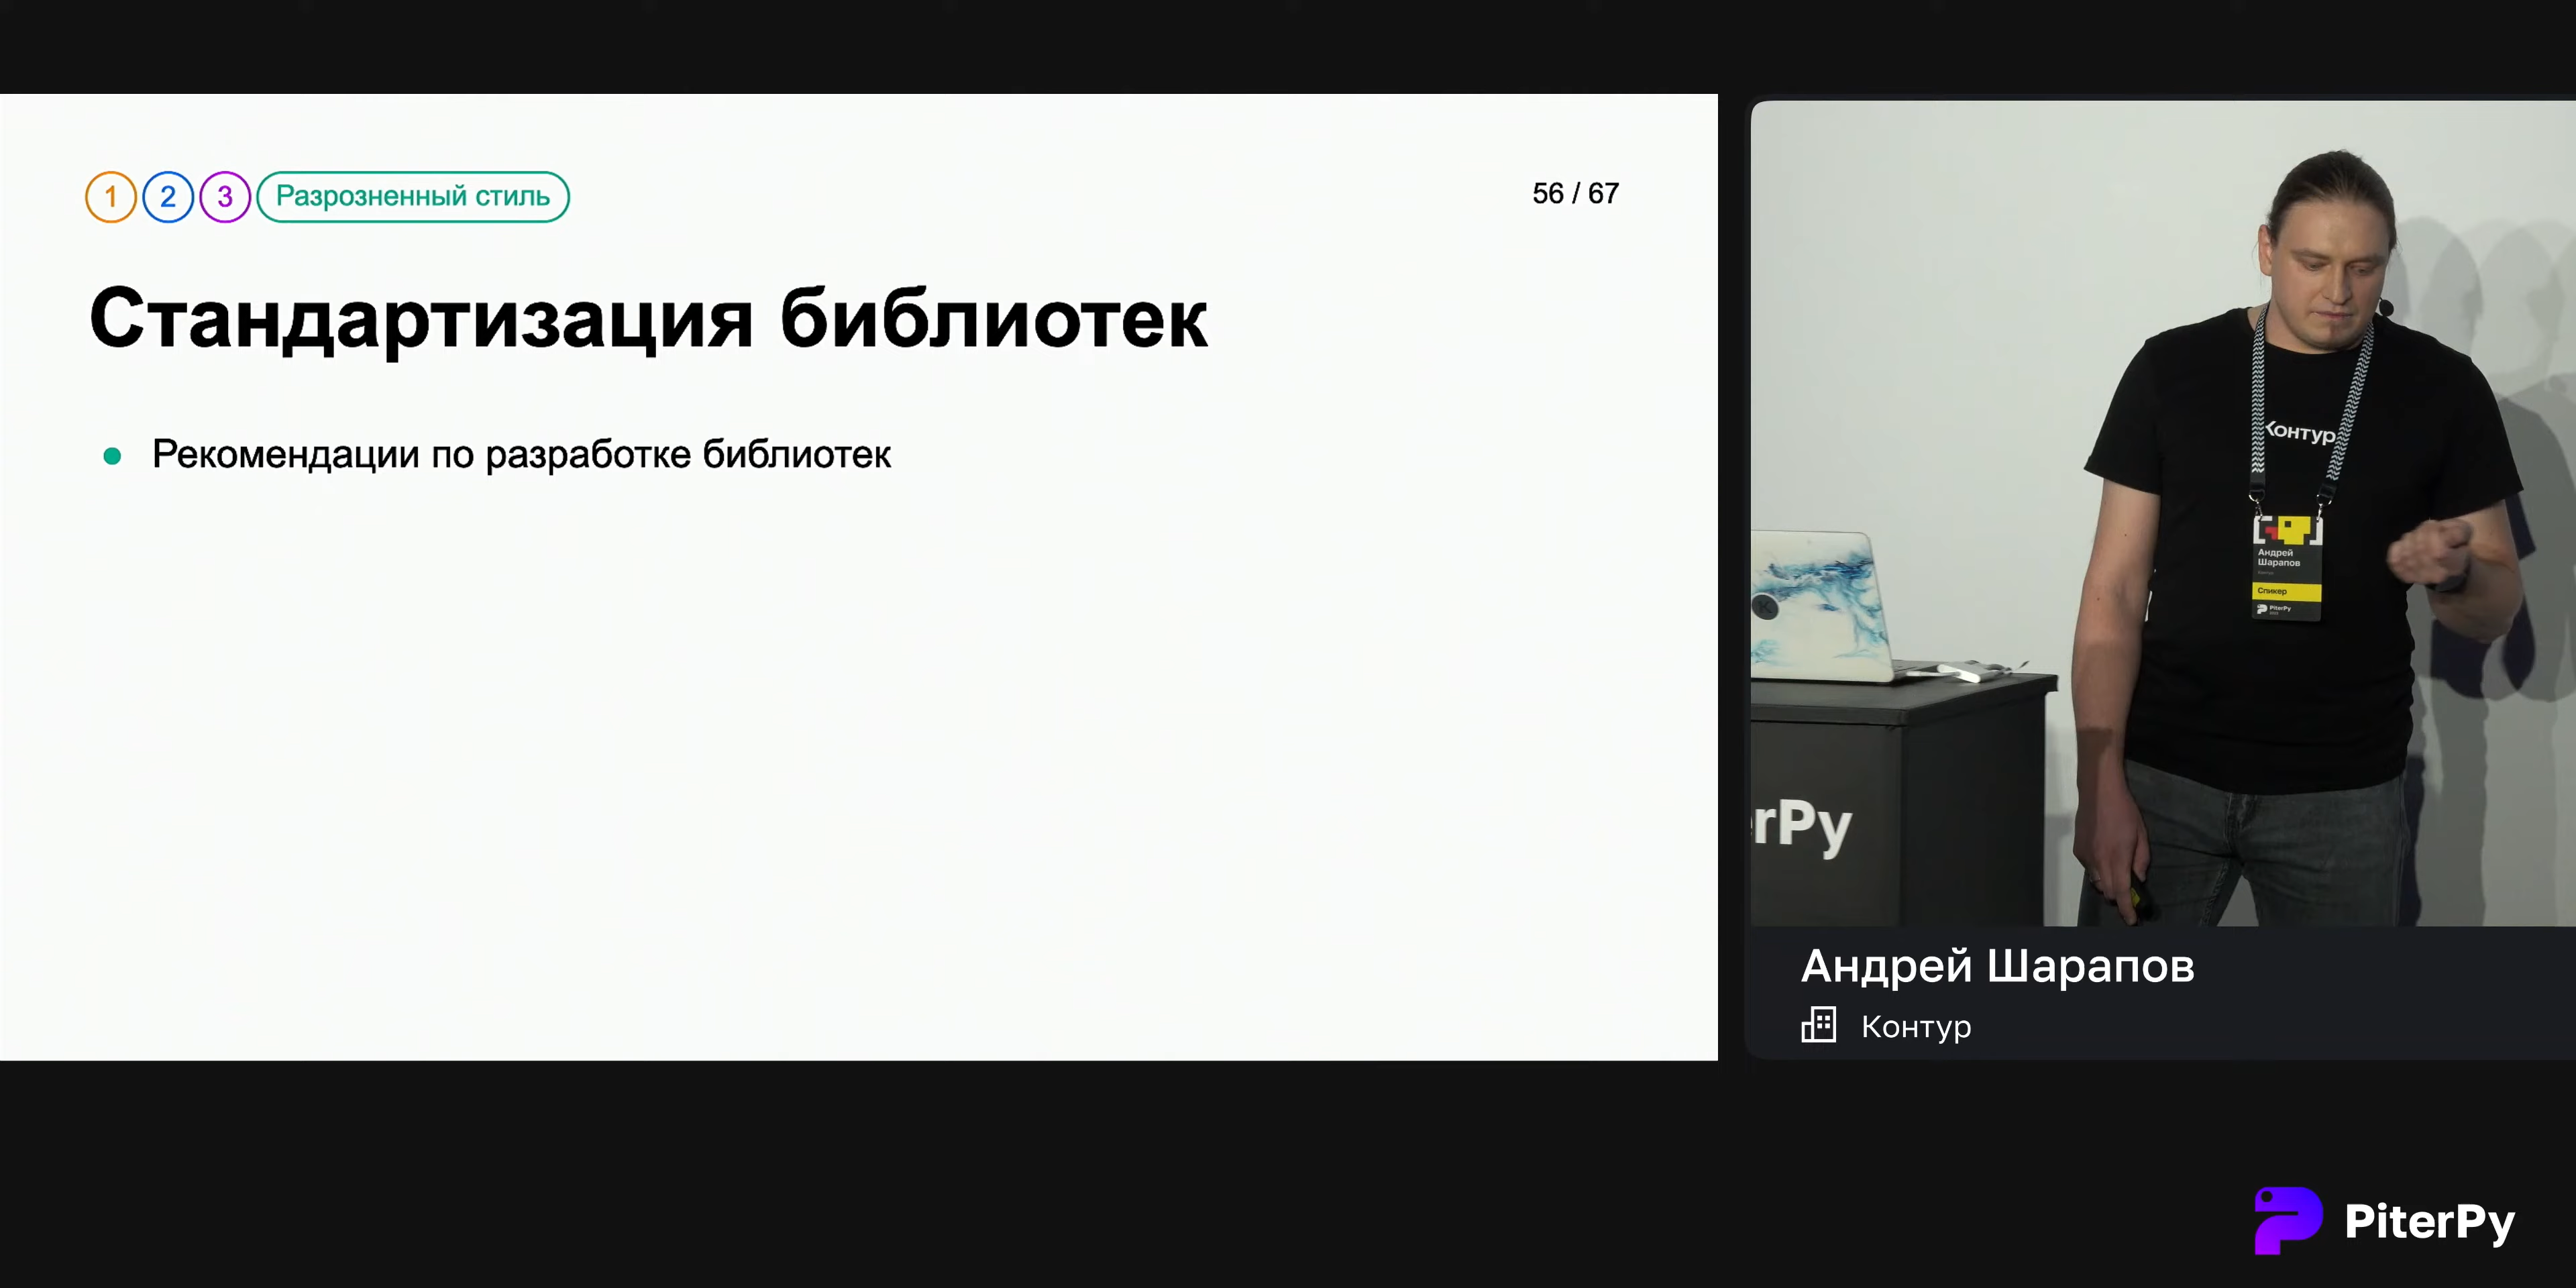 1 2 3 Разрозненный стиль
56 / 67
Стандартизация библиотек
Рекомендации по разработке библиотек
Контур
Андрей
Шарапов
Спикер
PiterPy
rPy
Андрей Шарапов
Контур
PiterPy